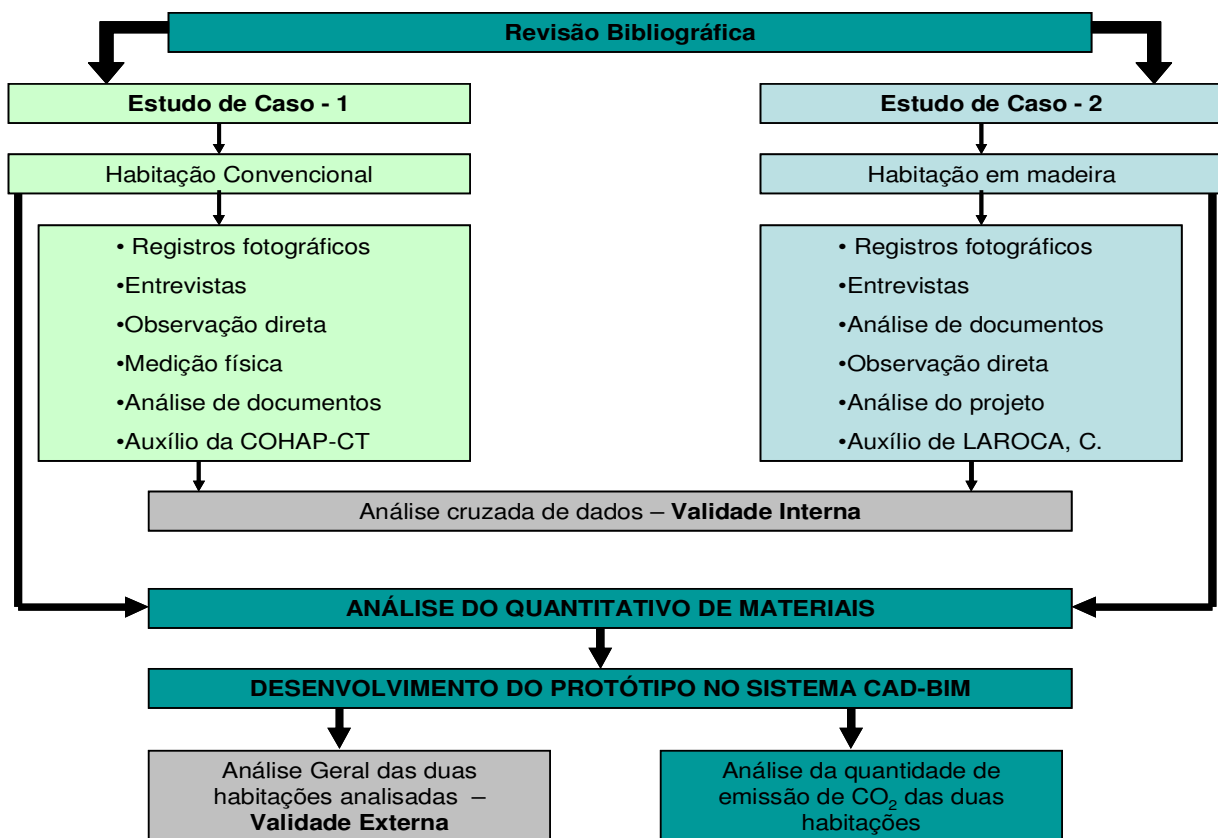 Revisão Bibliográfica
Estudo de Caso - 1
Habitação Convencional
• Registros fotográficos
•Entrevistas
•Observação direta
•Medição física
•Análise de documentos
•Auxílio da COHAP-CT
Estudo de Caso - 2
Habitação em madeira
• Registros fotográficos
•Entrevistas
•Análise de documentos
•Observação direta
•Análise do projeto
•Auxílio de LAROCA, C.
Análise cruzada de dados – Validade Interna
ANÁLISE DO QUANTITATIVO DE MATERIAIS
DESENVOLVIMENTO DO PROTÓTIPO NO SISTEMA CAD-BIM
Análise Geral das duas
habitações analisadas –
Validade Externa
Análise da quantidade de
emissão de CO₂ das duas
habitações